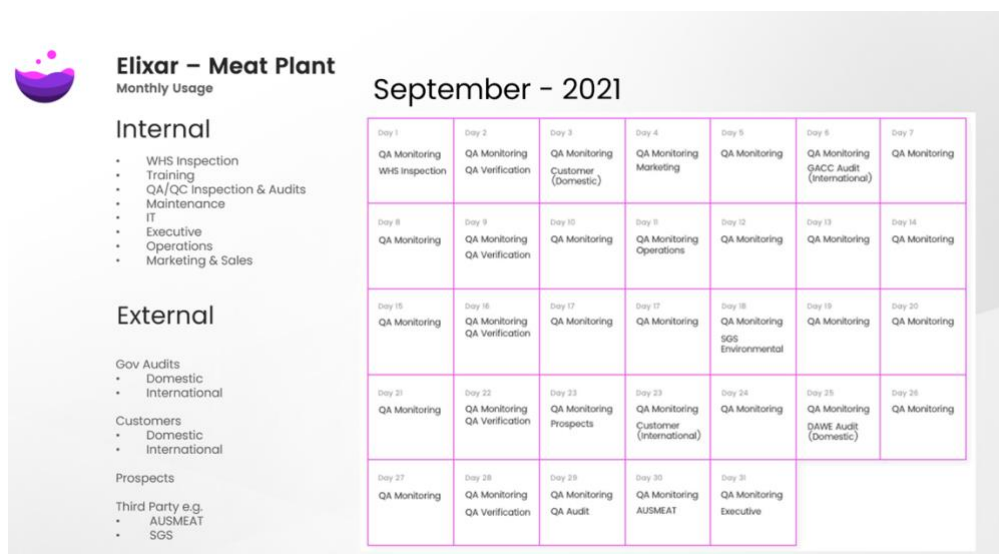 Elixar – Meat Plant
Monthly Usage
Internal
• WHS Inspection
• Training
• QA/QC Inspection & Audits
• Maintenance
• IT
• Executive
• Operations
• Marketing & Sales
External
Gov Audits
• Domestic
• International
Customers
• Domestic
• International
Prospects
Third Party e.g.
• AUSMEAT
• SGS
September - 2021
Day 1
QA Monitoring
WHS Inspection
Day 2
QA Monitoring
QA Verification
Day 3
QA Monitoring
Customer
(Domestic)
Day 4
QA Monitoring
Marketing
Day 5
QA Monitoring
Day 6
QA Monitoring
GACC Audit
(International)
Day 7
QA Monitoring
Day 8
QA Monitoring
Day 9
QA Monitoring
QA Verification
Day 10
QA Monitoring
Day 11
QA Monitoring
Operations
Day 12
QA Monitoring
Day 13
QA Monitoring
Day 14
QA Monitoring
Day 15
QA Monitoring
Day 16
QA Monitoring
QA Verification
Day 17
QA Monitoring
Day 17
QA Monitoring
Day 18
QA Monitoring
SGS
Environmental
Day 19
QA Monitoring
Day 20
QA Monitoring
Day 21
QA Monitoring
Day 22
QA Monitoring
QA Verification
Day 23
QA Monitoring
Prospects
Day 23
QA Monitoring
Customer
(International)
Day 24
QA Monitoring
Day 25
QA Monitoring
DAWE Audit
(Domestic)
Day 26
QA Monitoring
Day 27
QA Monitoring
Day 28
QA Monitoring
QA Verification
Day 29
QA Monitoring
QA Audit
Day 30
QA Monitoring
AUSMEAT
Day 31
QA Monitoring
Executive